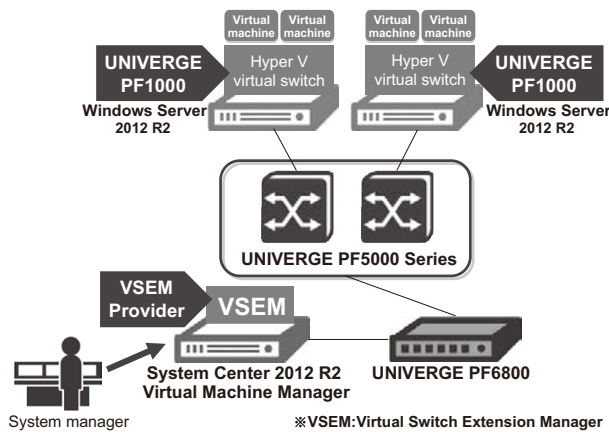 Virtual machine
Virtual machine
Virtual machine
Virtual machine
UNIVERGE
PF1000
Hyper V
virtual switch
Hyper V
virtual switch
UNIVERGE
PF1000
Windows Server
2012 R2
Windows Server
2012 R2
UNIVERGE PF5000 Series
VSEM
Provider
VSEM
System Center 2012 R2
Virtual Machine Manager
UNIVERGE PF6800
System manager
※VSEM:Virtual Switch Extension Manager